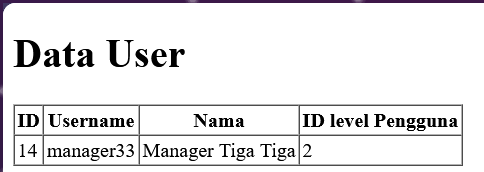 Data User
ID Username Nama ID level Pengguna
14 manager33 Manager Tiga Tiga 2